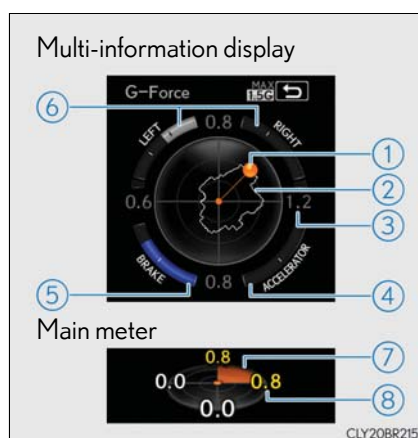 Multi-information display
G-Force MAX 1.5G
6 LEFT 0.8 RIGHT
1
2
0.6 1.2
3
BRAKE 0.8 ACCELERATOR
5 4
Main meter
0.8 7
0.0 0.8
0.0 8
CLY20BR215